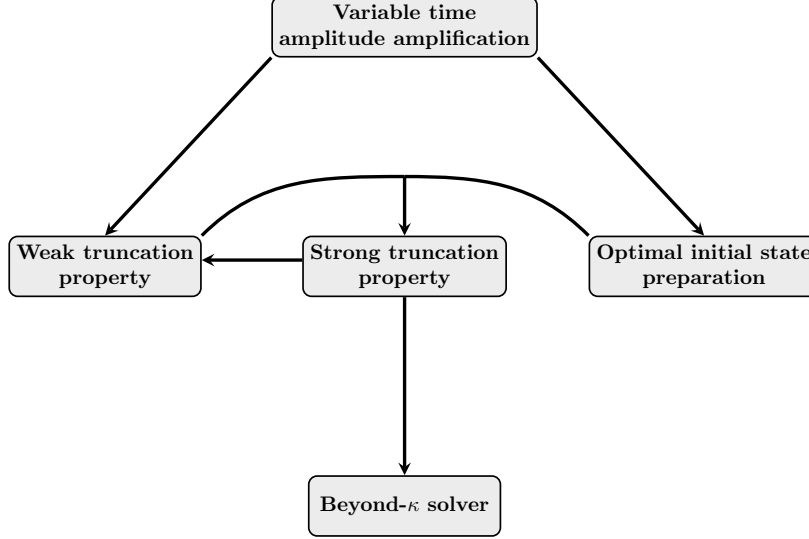 Variable time
amplitude amplification
Weak truncation
property
Strong truncation
property
Optimal initial state
preparation
Beyond-κ solver